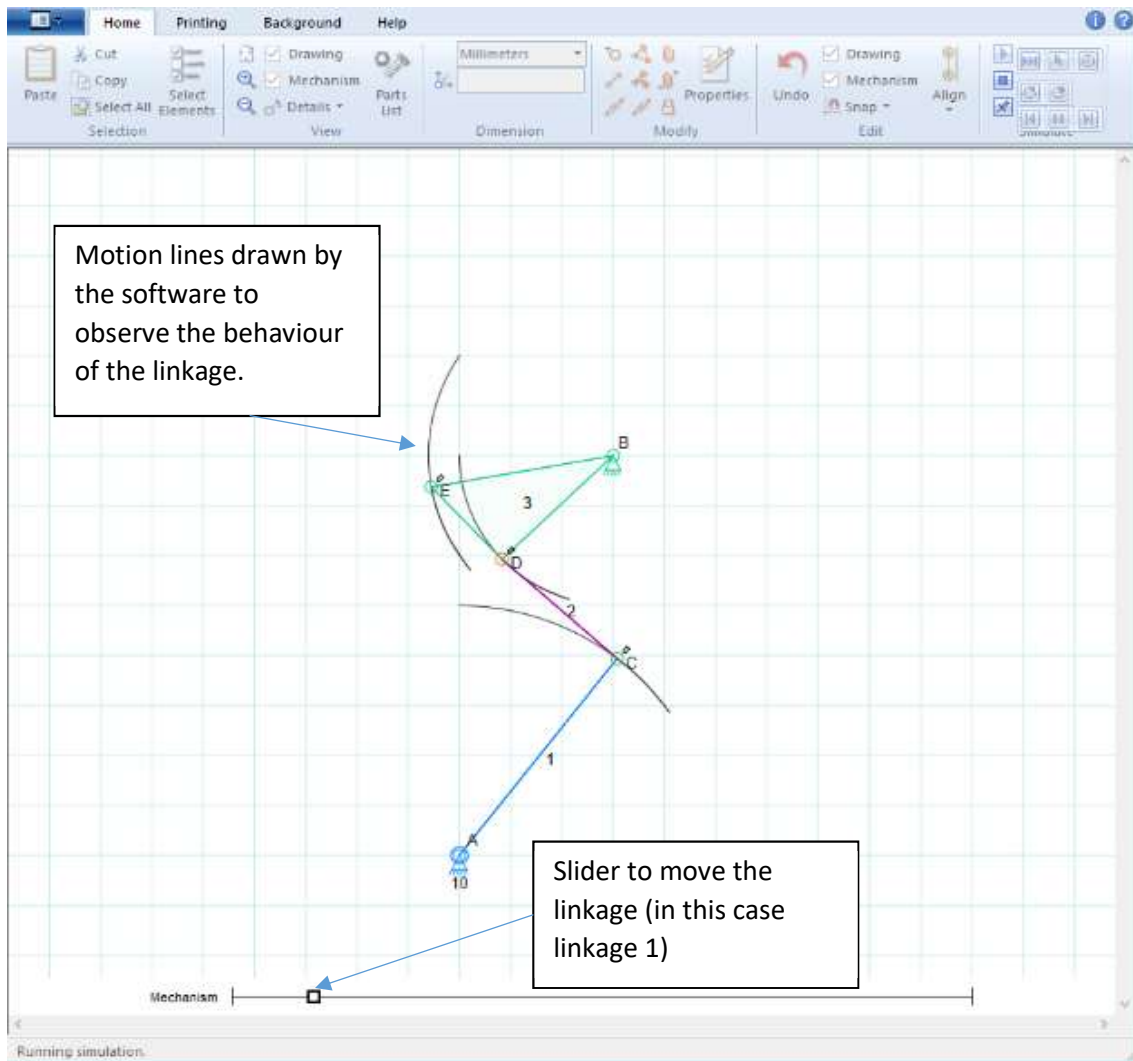 Home Printing Background Help
Cut
Copy
Select All
Paste
Select
Elements
Selection
Drawing
Mechanism
Details
Parts
List
View
Millimeters
Dimension
Properties
Modify
Undo
Drawing
Mechanism
Snap
Align
Edit
Motion lines drawn by
the software to
observe the behaviour
of the linkage.
B
E
3
D
2
C
1
A
10
Slider to move the
linkage (in this case
linkage 1)
Mechanism
Running simulation.